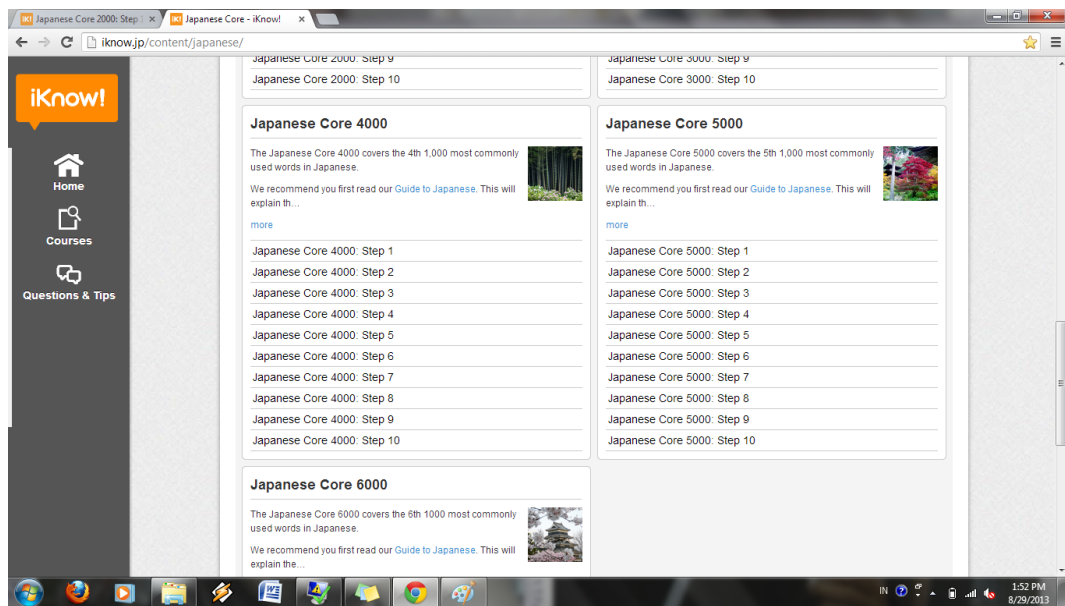 Japanese Core 2000: Step
Japanese Core - iKnow!
iknow.jp/content/japanese/
iKnow!
Home
Courses
Questions & Tips
Japanese Core 2000: Step 9
Japanese Core 2000: Step 10
Japanese Core 3000: Step 9
Japanese Core 3000: Step 10
Japanese Core 4000
The Japanese Core 4000 covers the 4th 1,000 most commonly
used words in Japanese.
We recommend you first read our Guide to Japanese. This will
explain th...
more
Japanese Core 4000: Step 1
Japanese Core 4000: Step 2
Japanese Core 4000: Step 3
Japanese Core 4000: Step 4
Japanese Core 4000: Step 5
Japanese Core 4000: Step 6
Japanese Core 4000: Step 7
Japanese Core 4000: Step 8
Japanese Core 4000: Step 9
Japanese Core 4000: Step 10
Japanese Core 5000
The Japanese Core 5000 covers the 5th 1,000 most commonly
used words in Japanese.
We recommend you first read our Guide to Japanese. This will
explain th...
more
Japanese Core 5000: Step 1
Japanese Core 5000: Step 2
Japanese Core 5000: Step 3
Japanese Core 5000: Step 4
Japanese Core 5000: Step 5
Japanese Core 5000: Step 6
Japanese Core 5000: Step 7
Japanese Core 5000: Step 8
Japanese Core 5000: Step 9
Japanese Core 5000: Step 10
Japanese Core 6000
The Japanese Core 6000 covers the 6th 1000 most commonly
used words in Japanese.
We recommend you first read our Guide to Japanese. This will
explain the...
IN
1:52 PM
8/29/2013